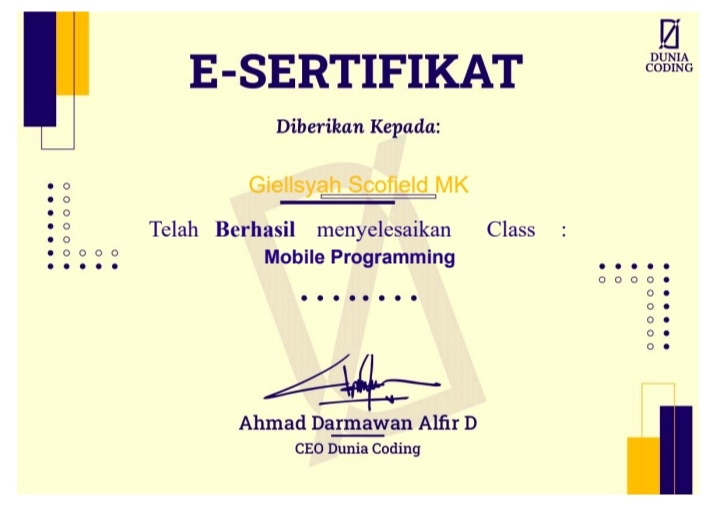 DUNIA
CODING
E-SERTIFIKAT
Diberikan Kepada:
Giellsyah Scofield MK
Telah Berhasil menyelesaikan Class :
Mobile Programming
Ahmad Darmawan Alfir D
CEO Dunia Coding